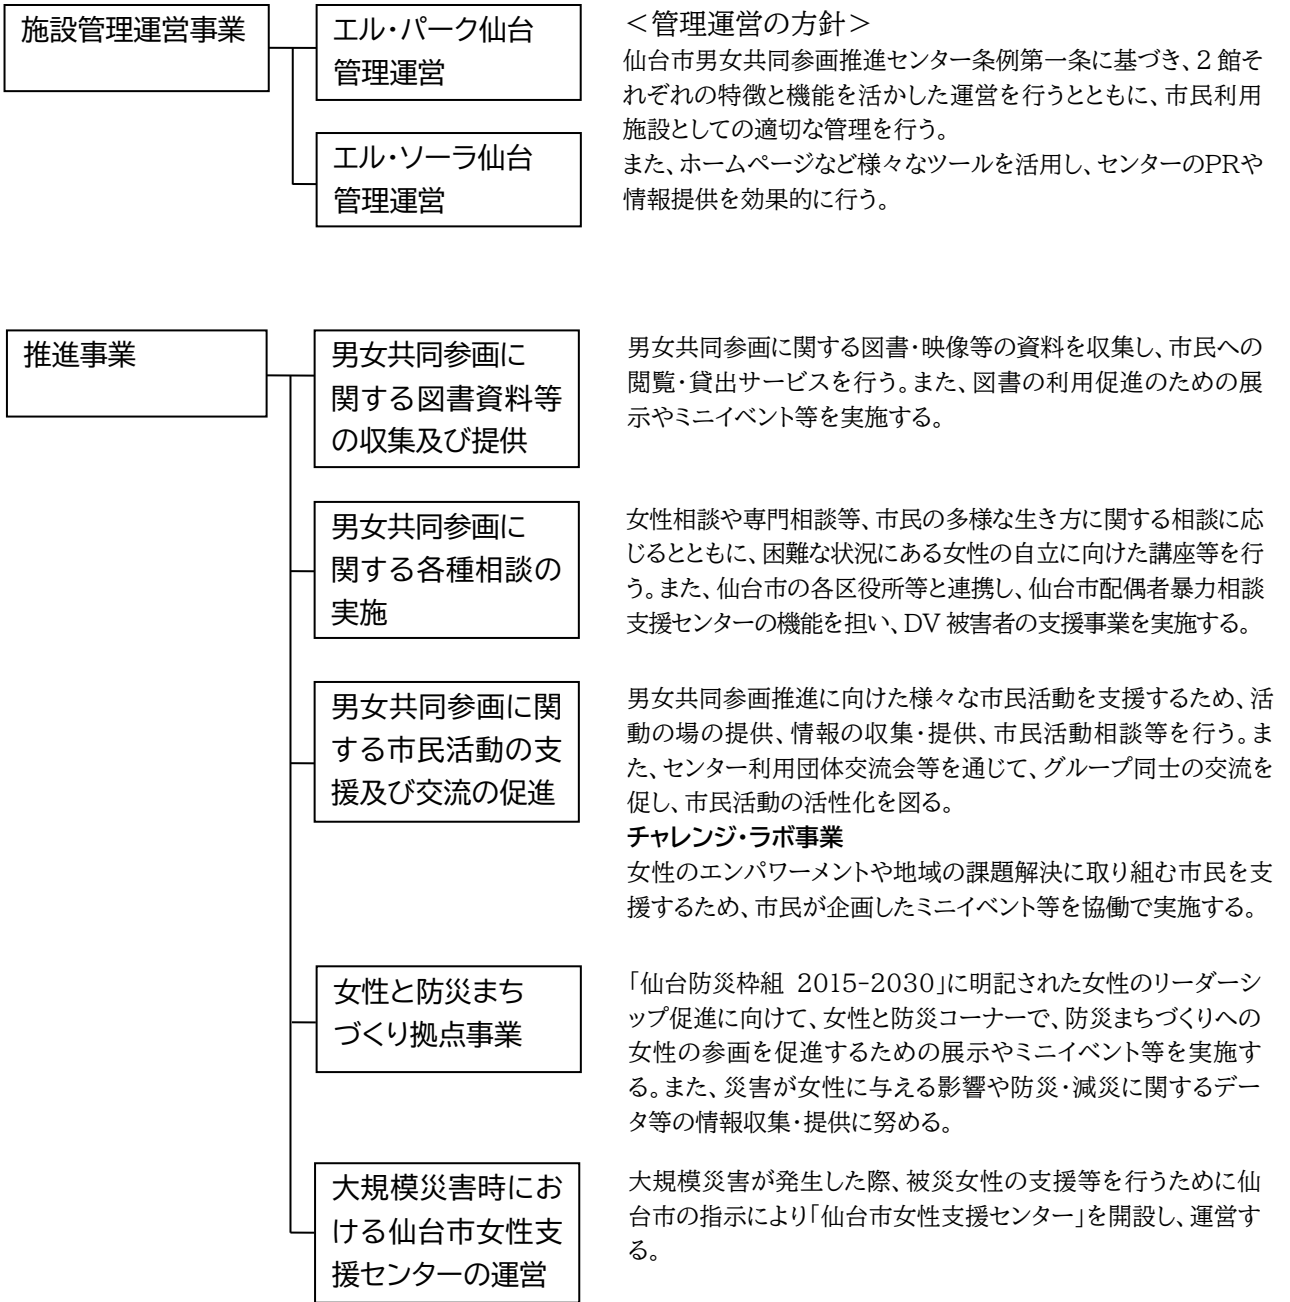 施設管理運営事業
エル・パーク仙台
管理運営
エル・ソーラ仙台
管理運営
＜管理運営の方針＞
仙台市男女共同参画推進センター条例第一条に基づき、2館そ
れぞれの特徴と機能を活かした運営を行うとともに、市民利用
施設としての適切な管理を行う。
また、ホームページなど様々なツールを活用し、センターのPRや
情報提供を効果的に行う。
推進事業
男女共同参画に
関する図書資料等
の収集及び提供
男女共同参画に関する図書・映像等の資料を収集し、市民への
閲覧・貸出サービスを行う。また、図書の利用促進のための展
示やミニイベント等を実施する。
男女共同参画に
関する各種相談の
実施
女性相談や専門相談等、市民の多様な生き方に関する相談に応
じるとともに、困難な状況にある女性の自立に向けた講座等を行
う。また、仙台市の各区役所等と連携し、仙台市配偶者暴力相談
支援センターの機能を担い、DV 被害者の支援事業を実施する。
男女共同参画に関
する市民活動の支
援及び交流の促進
男女共同参画推進に向けた様々な市民活動を支援するため、活
動の場の提供、情報の収集・提供、市民活動相談等を行う。ま
た、センター利用団体交流会等を通じて、グループ同士の交流を
促し、市民活動の活性化を図る。
チャレンジ・ラボ事業
女性のエンパワーメントや地域の課題解決に取り組む市民を支
援するため、市民が企画したミニイベント等を協働で実施する。
女性と防災まち
づくり拠点事業
「仙台防災枠組 2015-2030」に明記された女性のリーダーシ
ップ促進に向けて、女性と防災コーナーで、防災まちづくりへの
女性の参画を促進するための展示やミニイベント等を実施す
る。また、災害が女性に与える影響や防災・減災に関するデー
タ等の情報収集・提供に努める。
大規模災害時にお
ける仙台市女性支
援センターの運営
大規模災害が発生した際、被災女性の支援等を行うために仙
台市の指示により「仙台市女性支援センター」を開設し、運営す
る。